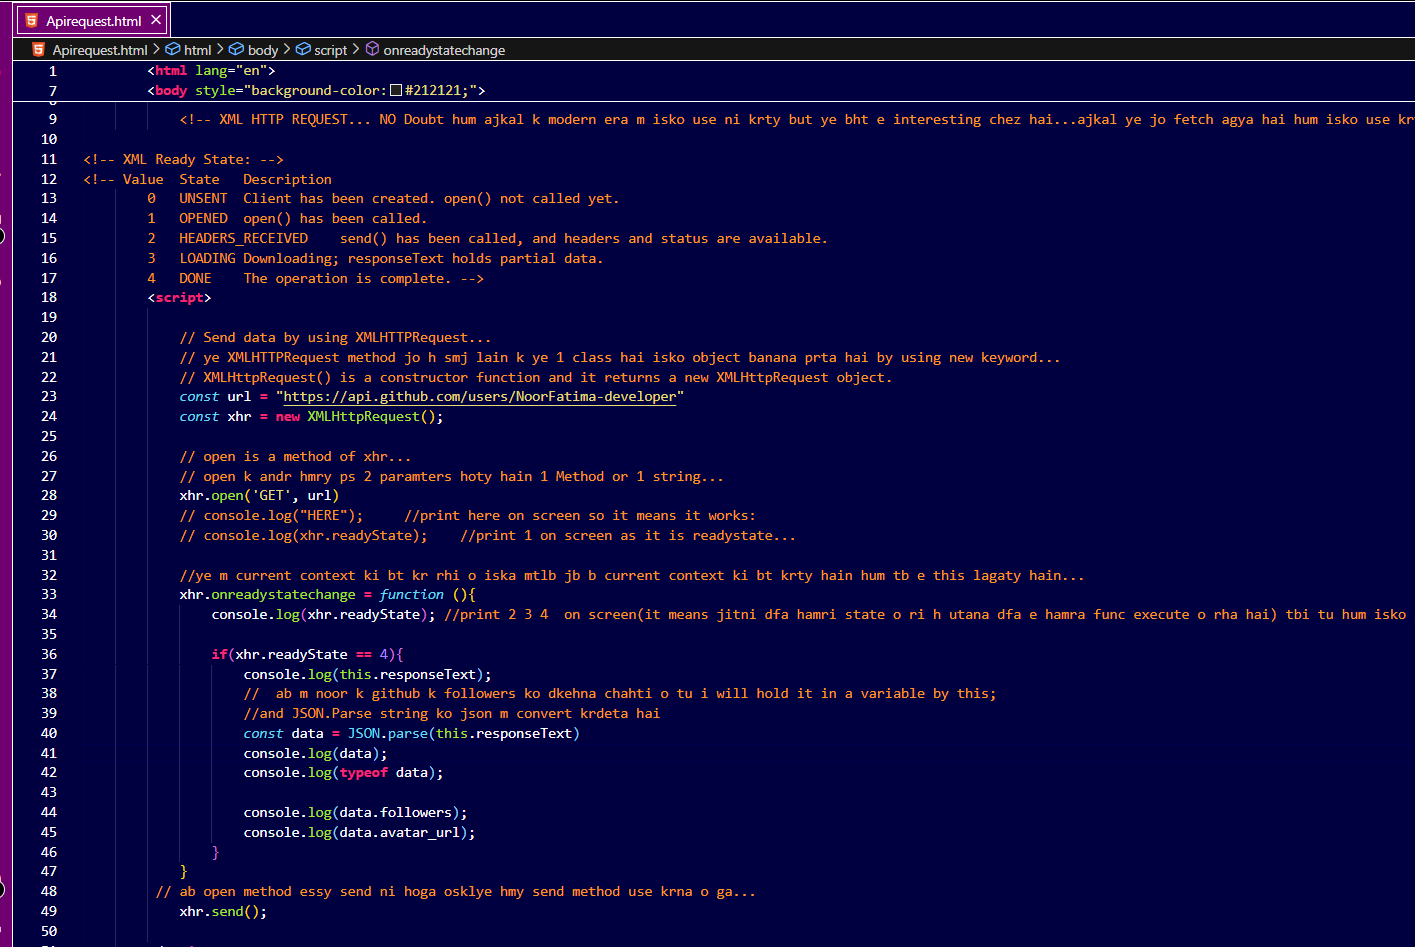 Apirequest.html
Apirequest.html > html > body > script > onreadystatechange
1 <html lang="en">
7 <body style="background-color:#212121;">
9 <!-- XML HTTP REQUEST... NO Doubt hum ajkal k modern era m isko use ni krty but ye bht e interesting chez hai...ajkal ye jo fetch agya hai hum isko use kr
10
11 <!-- XML Ready State: -->
12 <!-- Value State Description
13 0 UNSENT Client has been created. open() not called yet.
14 1 OPENED open() has been called.
15 2 HEADERS_RECEIVED send() has been called, and headers and status are available.
16 3 LOADING Downloading; responseText holds partial data.
17 4 DONE The operation is complete. -->
18 <script>
19
20 // Send data by using XMLHTTPRequest...
21 // ye XMLHTTPRequest method jo h smj lain k ye 1 class hai isko object banana prta hai by using new keyword...
22 // XMLHttpRequest() is a constructor function and it returns a new XMLHttpRequest object.
23 const url = "https://api.github.com/users/NoorFatima-developer"
24 const xhr = new XMLHttpRequest();
25
26 // open is a method of xhr...
27 // open k andr hmry ps 2 paramters hoty hain 1 Method or 1 string...
28 xhr.open('GET', url)
29 // console.log("HERE"); //print here on screen so it means it works:
30 // console.log(xhr.readyState); //print 1 on screen as it is readystate...
31
32 //ye m current context ki bt kr rhi o iska mtlb jb b current context ki bt krty hain hum tb e this lagaty hain...
33 xhr.onreadystatechange = function (){
34 console.log(xhr.readyState); //print 2 3 4 on screen(it means jitni dfa hamri state o ri h utana dfa e hamra func execute o rha hai) tbi tu hum isko
35
36 if(xhr.readyState == 4){
37 console.log(this.responseText);
38 // ab m noor k github k followers ko dkehna chahti o tu i will hold it in a variable by this;
39 //and JSON.Parse string ko json m convert krdeta hai
40 const data = JSON.parse(this.responseText)
41 console.log(data);
42 console.log(typeof data);
43
44 console.log(data.followers);
45 console.log(data.avatar_url);
46 }
47 }
48 // ab open method essy send ni hoga osklye hmy send method use krna o ga...
49 xhr.send();
50